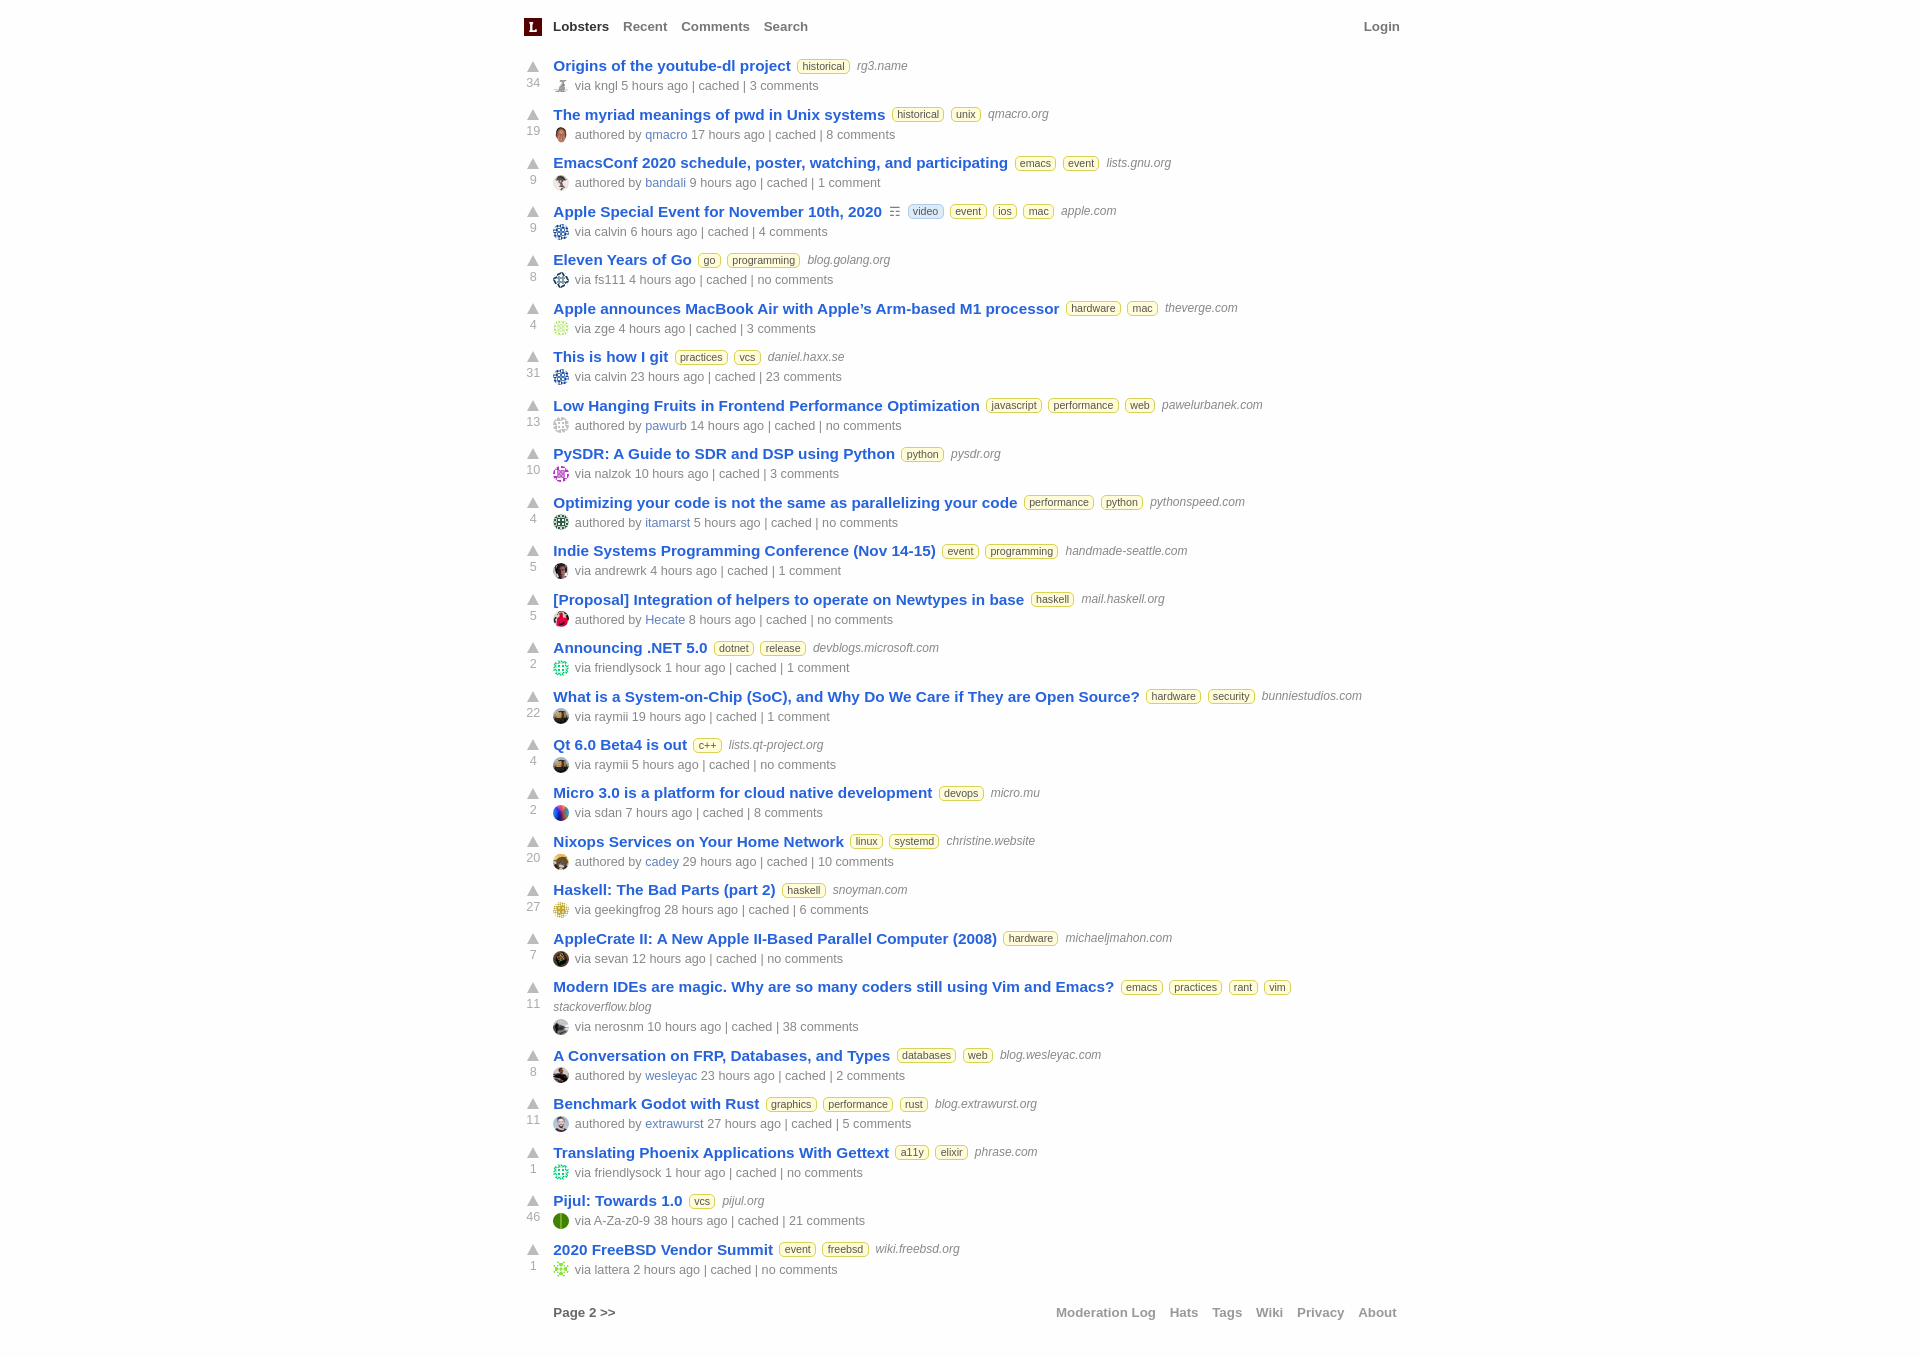 L Lobsters Recent Comments Search Login
Origins of the youtube-dl project historical rg3.name
34
via kngl 5 hours ago | cached | 3 comments
The myriad meanings of pwd in Unix systems historical unix qmacro.org
19
authored by qmacro 17 hours ago | cached | 8 comments
EmacsConf 2020 schedule, poster, watching, and participating emacs event lists.gnu.org
9
authored by bandali 9 hours ago | cached | 1 comment
Apple Special Event for November 10th, 2020 ☶ video event ios mac apple.com
9
via calvin 6 hours ago | cached | 4 comments
Eleven Years of Go go programming blog.golang.org
8
via fs111 4 hours ago | cached | no comments
Apple announces MacBook Air with Apple’s Arm-based M1 processor hardware mac theverge.com
4
via zge 4 hours ago | cached | 3 comments
This is how I git practices vcs daniel.haxx.se
31
via calvin 23 hours ago | cached | 23 comments
Low Hanging Fruits in Frontend Performance Optimization javascript performance web pawelurbanek.com
13
authored by pawurb 14 hours ago | cached | no comments
PySDR: A Guide to SDR and DSP using Python python pysdr.org
10
via nalzok 10 hours ago | cached | 3 comments
Optimizing your code is not the same as parallelizing your code performance python pythonspeed.com
4
authored by itamarst 5 hours ago | cached | no comments
Indie Systems Programming Conference (Nov 14-15) event programming handmade-seattle.com
5
via andrewrk 4 hours ago | cached | 1 comment
[Proposal] Integration of helpers to operate on Newtypes in base haskell mail.haskell.org
5
authored by Hecate 8 hours ago | cached | no comments
Announcing .NET 5.0 dotnet release devblogs.microsoft.com
2
via friendlysock 1 hour ago | cached | 1 comment
What is a System-on-Chip (SoC), and Why Do We Care if They are Open Source? hardware security bunniestudios.com
22
via raymii 19 hours ago | cached | 1 comment
Qt 6.0 Beta4 is out c++ lists.qt-project.org
4
via raymii 5 hours ago | cached | no comments
Micro 3.0 is a platform for cloud native development devops micro.mu
2
via sdan 7 hours ago | cached | 8 comments
Nixops Services on Your Home Network linux systemd christine.website
20
authored by cadey 29 hours ago | cached | 10 comments
Haskell: The Bad Parts (part 2) haskell snoyman.com
27
via geekingfrog 28 hours ago | cached | 6 comments
AppleCrate II: A New Apple II-Based Parallel Computer (2008) hardware michaeljmahon.com
7
via sevan 12 hours ago | cached | no comments
Modern IDEs are magic. Why are so many coders still using Vim and Emacs? emacs practices rant vim
11
stackoverflow.blog
via nerosnm 10 hours ago | cached | 38 comments
A Conversation on FRP, Databases, and Types databases web blog.wesleyac.com
8
authored by wesleyac 23 hours ago | cached | 2 comments
Benchmark Godot with Rust graphics performance rust blog.extrawurst.org
11
authored by extrawurst 27 hours ago | cached | 5 comments
Translating Phoenix Applications With Gettext a11y elixir phrase.com
1
via friendlysock 1 hour ago | cached | no comments
Pijul: Towards 1.0 vcs pijul.org
46
via A-Za-z0-9 38 hours ago | cached | 21 comments
2020 FreeBSD Vendor Summit event freebsd wiki.freebsd.org
1
via lattera 2 hours ago | cached | no comments
Page 2 >> Moderation Log Hats Tags Wiki Privacy About